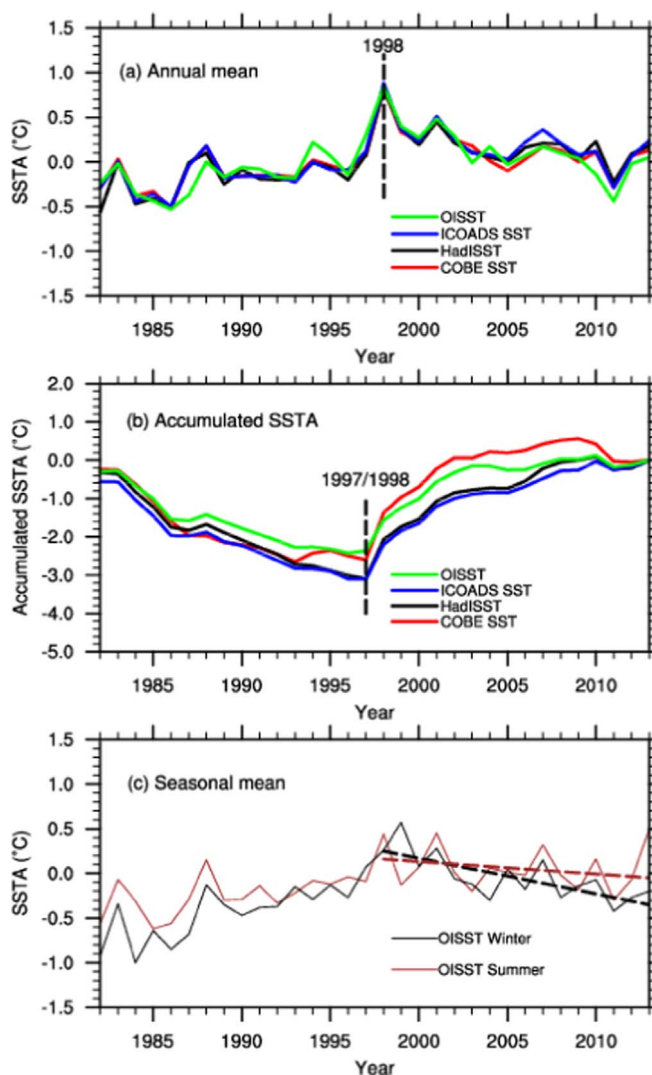 1.5
1998
1.0
(a) Annual mean
0.5
SSTA (°C)
0.0
-0.5
OISST
ICOADS SST
-1.0
HadISST
COBE SST
-1.5
1985 1990 1995 2000 2005 2010
Year
2.0
1.0
(b) Accumulated SSTA
0.0
1997/1998
Accumulated SSTA (°C)
-1.0
-2.0
-3.0
OISST
ICOADS SST
-4.0
HadISST
COBE SST
-5.0
1985 1990 1995 2000 2005 2010
Year
1.5
1.0
(c) Seasonal mean
0.5
SSTA (°C)
0.0
-0.5
OISST Winter
-1.0
OISST Summer
-1.5
1985 1990 1995 2000 2005 2010
Year